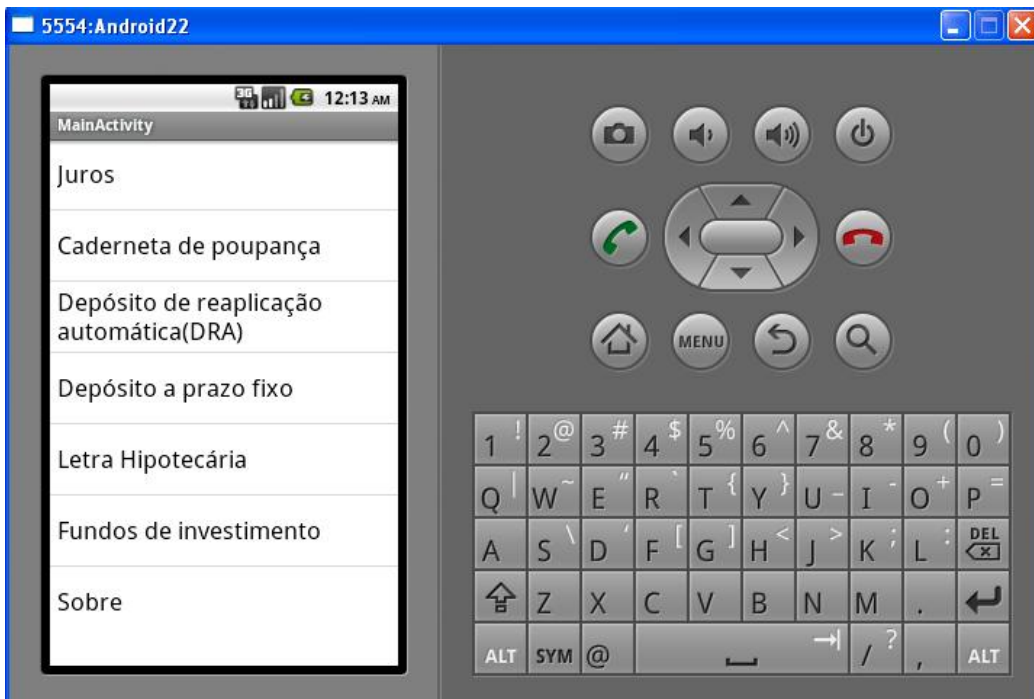 5554:Android22
3G
12:13 AM
MainActivity
Juros
Caderneta de poupança
Depósito de reaplicação
automática(DRA)
Depósito a prazo fixo
Letra Hipotecária
Fundos de investimento
Sobre
MENU
1 ! 2 @ 3 # 4 $ 5 % 6 ^ 7 & 8 * 9 ( 0 )
Q | W ~ E " R ` T { Y } U _ I - O + P =
A S \ D ' F [ G ] H < J > K ; L : DEL
Z X C V B N M .
ALT SYM @ / ? , ALT